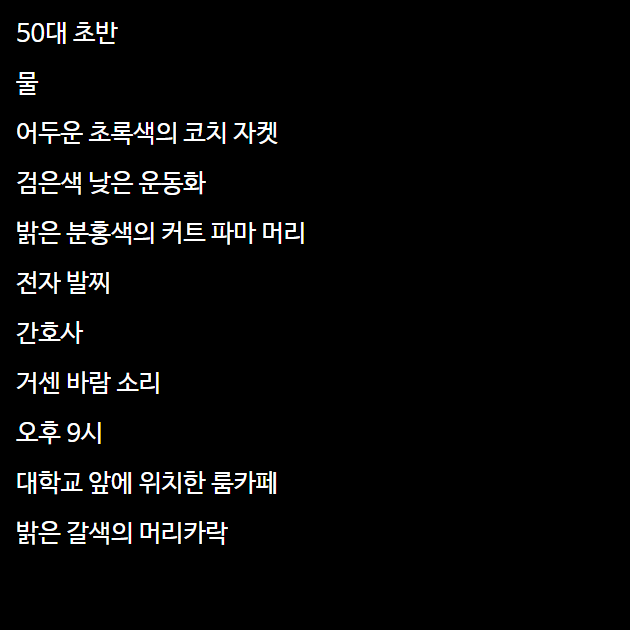 50대 초반
물
어두운 초록색의 코치 자켓
검은색 낮은 운동화
밝은 분홍색의 커트 파마 머리
전자 발찌
간호사
거센 바람 소리
오후 9시
대학교 앞에 위치한 룸카페
밝은 갈색의 머리카락